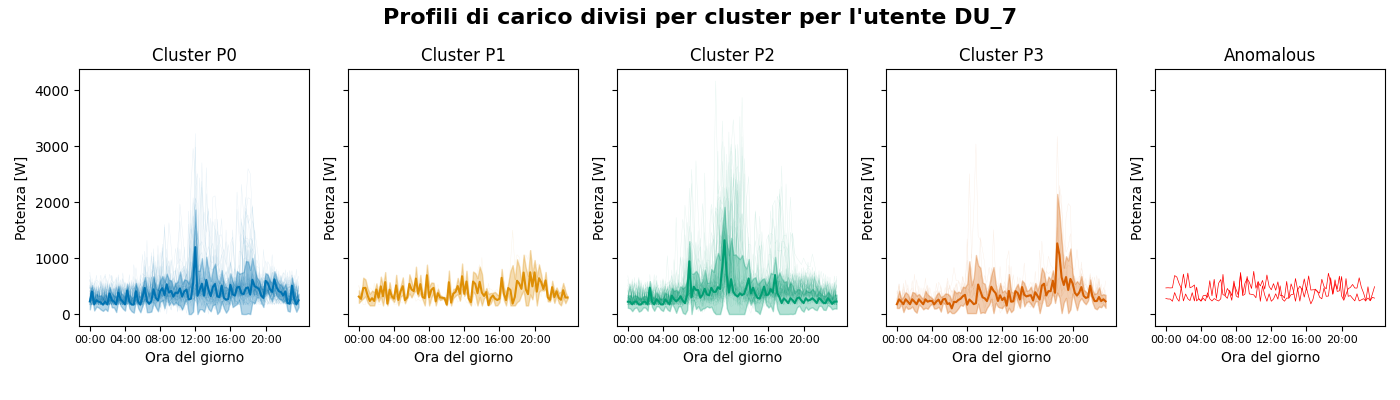 Profili di carico divisi per cluster per l'utente DU_7
Cluster P0
Cluster P1
Cluster P2
Cluster P3
Anomalous
Potenza [W]
4000
3000
2000
1000
0
00:00 04:00 08:00 12:00 16:00 20:00
Ora del giorno
Potenza [W]
00:00 04:00 08:00 12:00 16:00 20:00
Ora del giorno
Potenza [W]
00:00 04:00 08:00 12:00 16:00 20:00
Ora del giorno
Potenza [W]
00:00 04:00 08:00 12:00 16:00 20:00
Ora del giorno
Potenza [W]
00:00 04:00 08:00 12:00 16:00 20:00
Ora del giorno